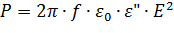 P = 2π · f · ε₀ · ε" · E²